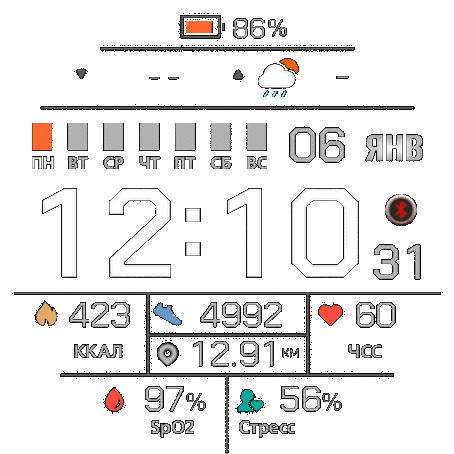 86%
- -- - --
ПН ВТ СР ЧТ ПТ СБ ВС
06 ЯНВ
12:10
31
423 4992 60
ККАЛ 12.91 КМ ЧСС
97% 56%
SpO2 Стресс